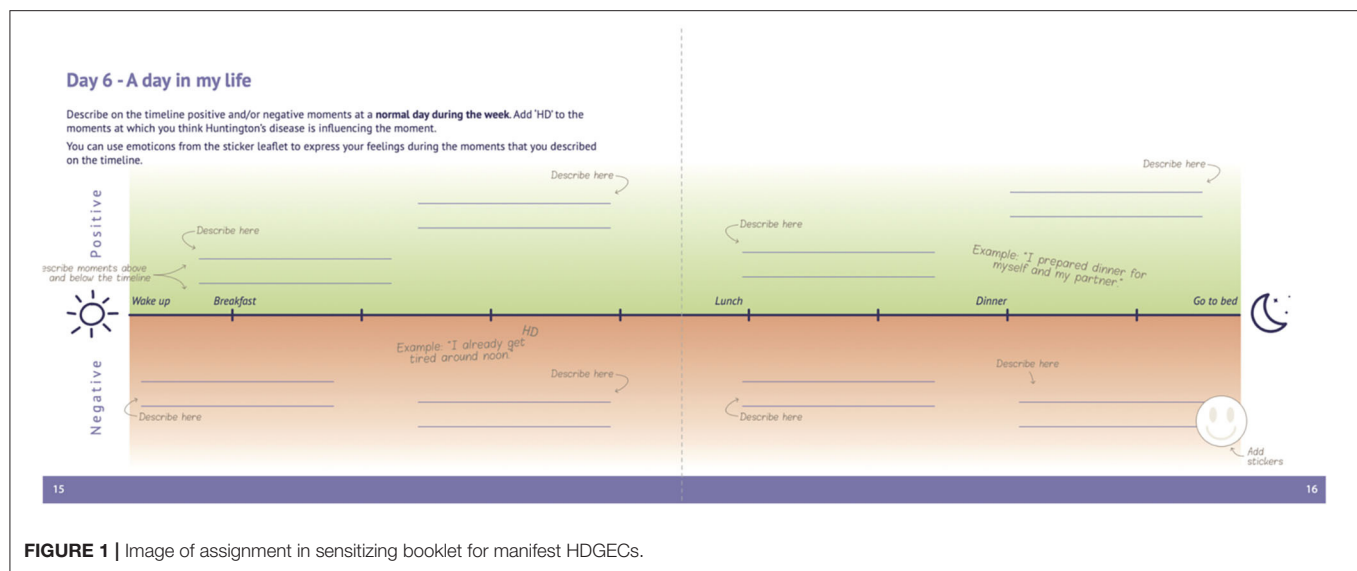 Day 6 - A day in my life
Describe on the timeline positive and/or negative moments at a normal day during the week. Add 'HD' to the
moments at which you think Huntington's disease is influencing the moment.
You can use emoticons from the sticker leaflet to express your feelings during the moments that you described
on the timeline.
Positive
Describe here
Describe here
Describe here
Describe here
escribe moments above
and below the timeline
Example: "I prepared dinner for
myself and my partner."
Wake up
Breakfast
Lunch
Dinner
Go to bed
HD
Example: "I already get
tired around noon."
Negative
Describe here
Describe here
Describe here
Describe here
Add
stickers
15
16
FIGURE 1 | Image of assignment in sensitizing booklet for manifest HDGECs.